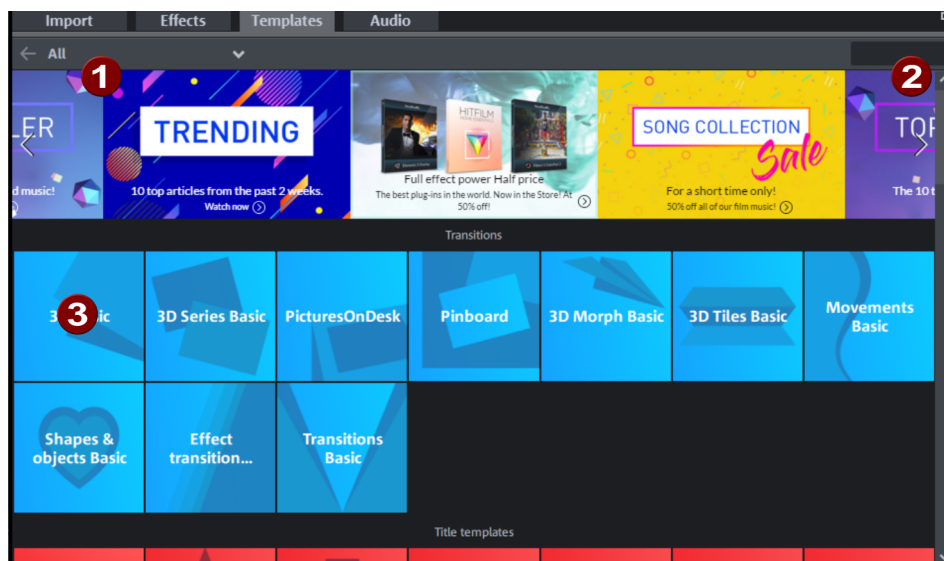 Import Effects Templates Audio
All
1
2
TRENDING
10 top articles from the past 2 weeks.
Watch now
HITFILM
Full effect power Half price
The best plug-ins in the world. Now in the Store! At
50% off!
SONG COLLECTION
Sale
For a short time only!
50% off all of our film music!
LER
d music!
TOP
The 10 t
Transitions
3
3D Series Basic
PicturesOnDesk
Pinboard
3D Morph Basic
3D Tiles Basic
Movements
Basic
Shapes &
objects Basic
Effect
transition...
Transitions
Basic
Title templates